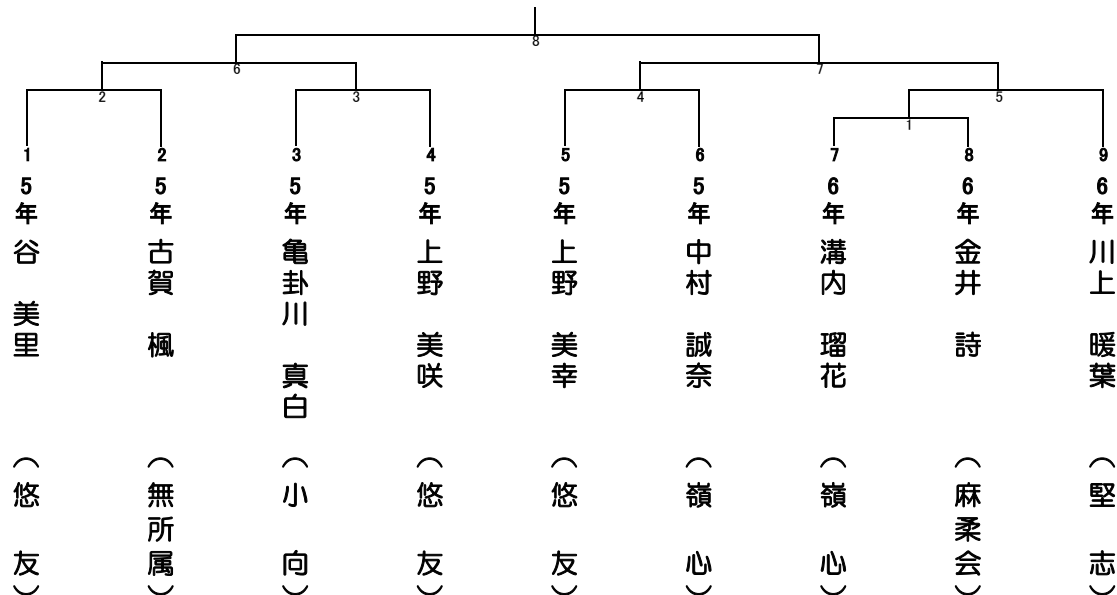 8
6
7
2
3
4
5
1
1 5年 谷 美里 （悠 友）
2 5年 古賀 楓 （無所属）
3 5年 亀卦川 真白 （小 向）
4 5年 上野 美咲 （悠 友）
5 5年 上野 美幸 （悠 友）
6 5年 中村 誠奈 （嶺 心）
7 6年 溝内 瑠花 （嶺 心）
8 6年 金井 詩 （麻柔会）
9 6年 川上 暖葉 （堅 志）